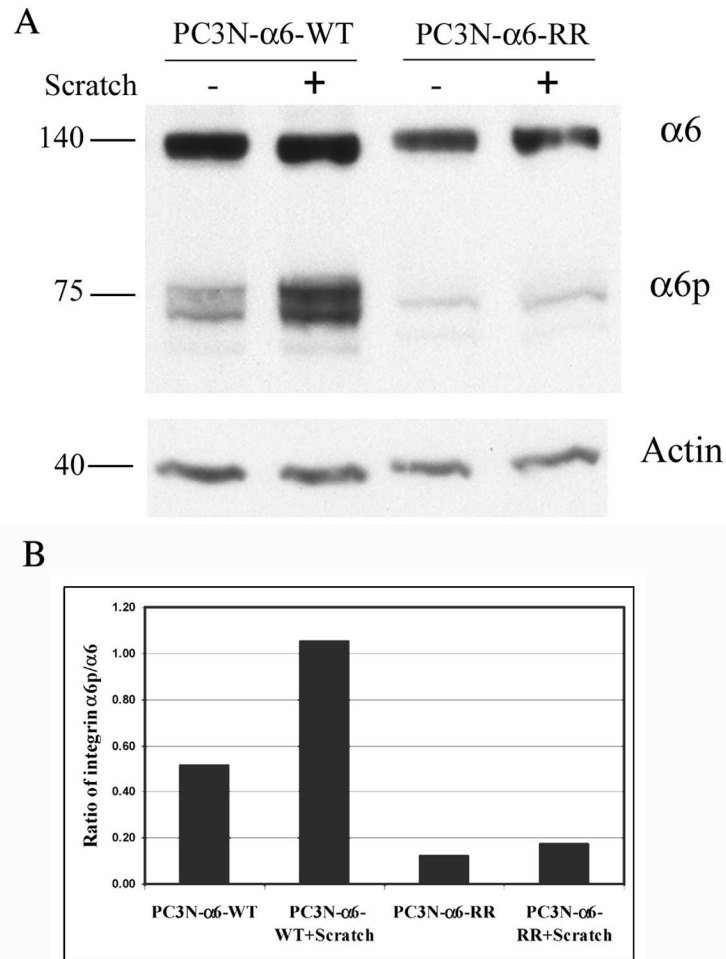 A
PC3N-α6-WT PC3N-α6-RR
Scratch - + - +
140 α6
75 α6p
40 Actin
B
Ratio of integrin α6p/α6
1.20
1.00
0.80
0.60
0.40
0.20
0.00
PC3N-α6-WT
PC3N-α6-
WT+Scratch
PC3N-α6-RR
PC3N-α6-
RR+Scratch